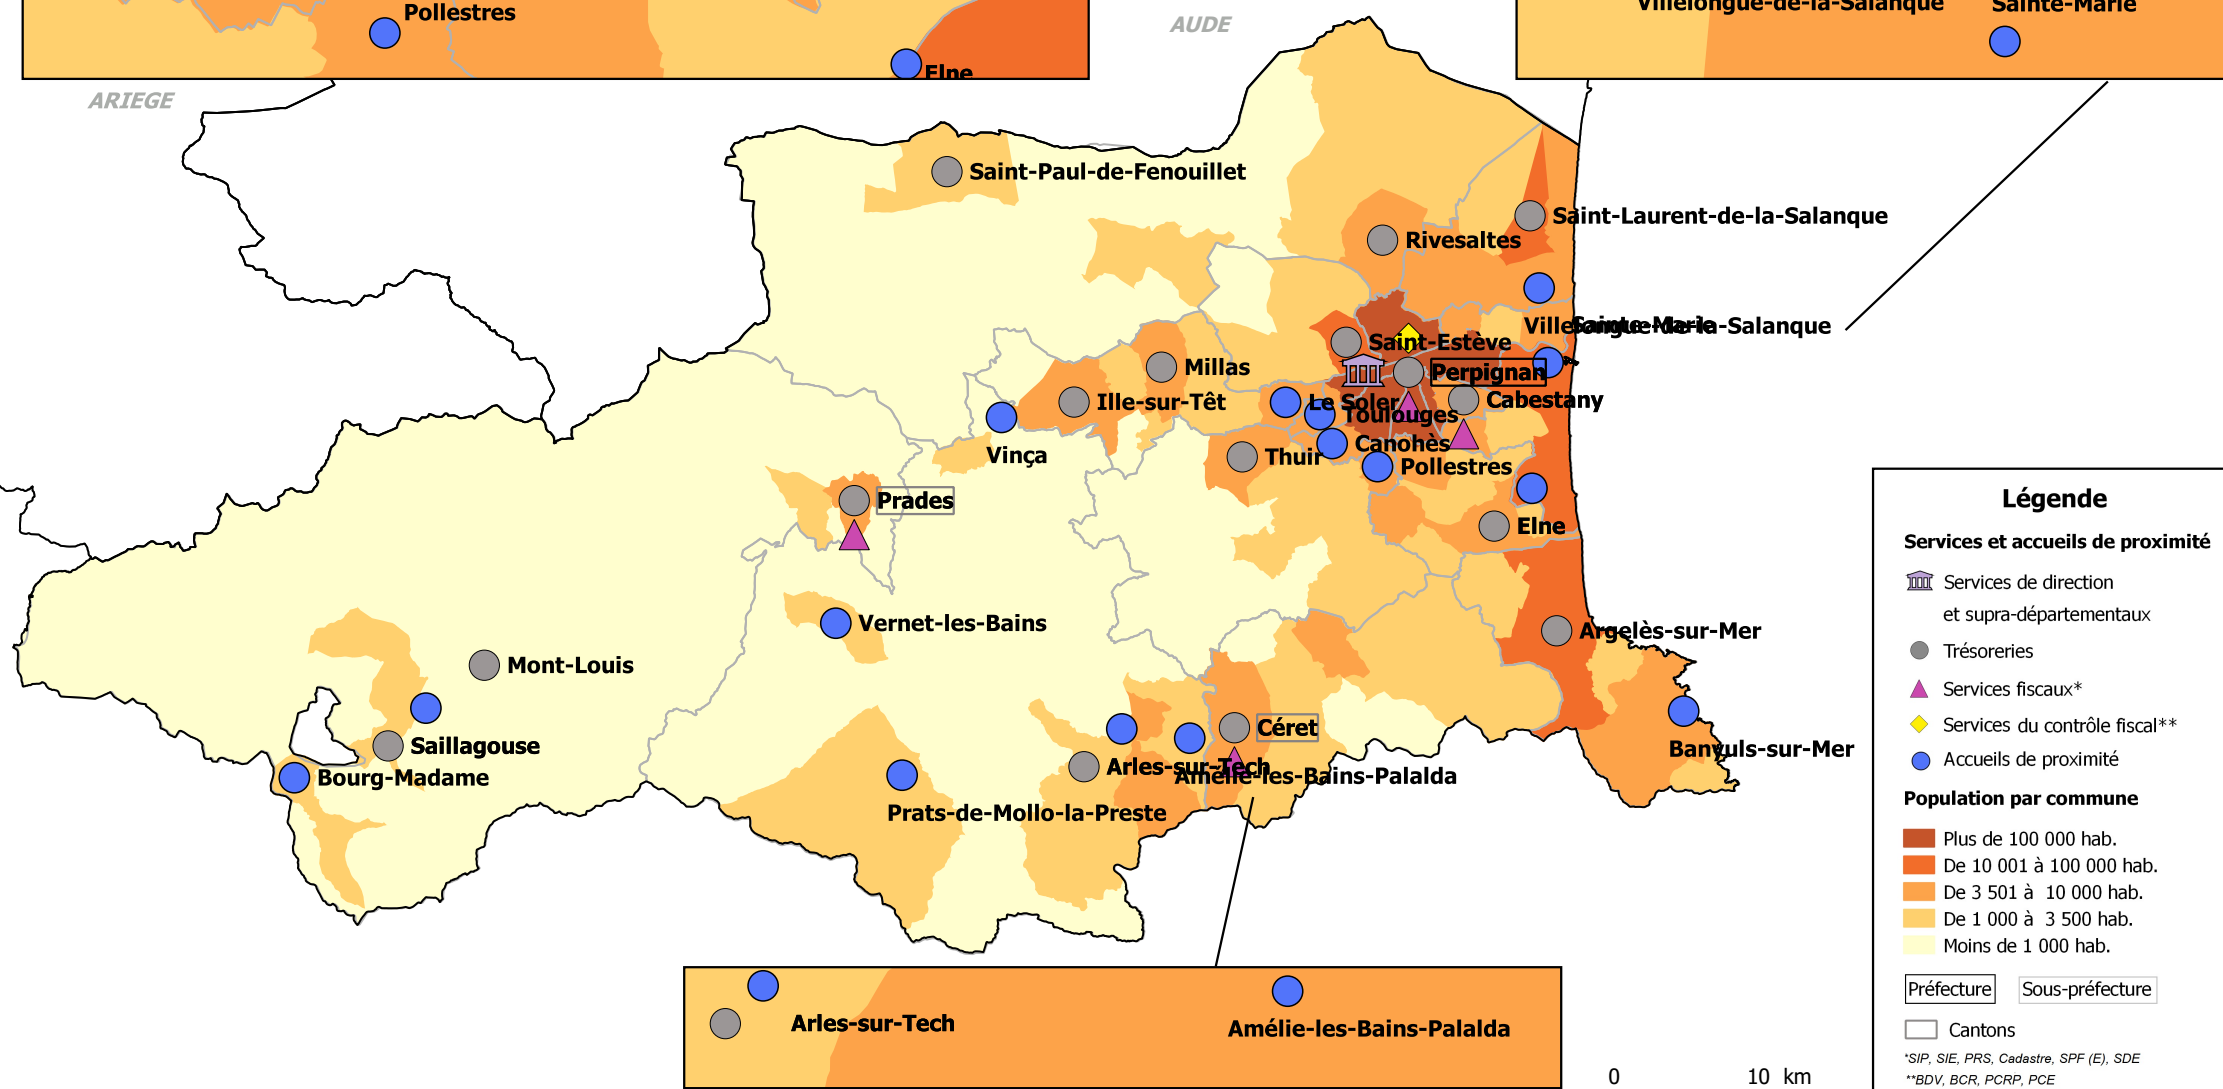 Pollestres
Elne
AUDE
Villelongue-de-la-Salanque
Sainte-Marie
ARIEGE
Saint-Paul-de-Fenouillet
Saint-Laurent-de-la-Salanque
Rivesaltes
Villelongue-de-la-Salanque
Sainte-Marie
Saint-Estève
Millas
Perpignan
Ille-sur-Têt
Le Soler
Cabestany
Toulouges
Canohès
Vinça
Thuir
Pollestres
Prades
Elne
Vernet-les-Bains
Argelès-sur-Mer
Mont-Louis
Céret
Saillagouse
Banyuls-sur-Mer
Arles-sur-Tech
Amélie-les-Bains-Palalda
Bourg-Madame
Prats-de-Mollo-la-Preste
Arles-sur-Tech
Amélie-les-Bains-Palalda
0 10 km
Légende
Services et accueils de proximité
Services de direction
et supra-départementaux
Trésoreries
Services fiscaux*
Services du contrôle fiscal**
Accueils de proximité
Population par commune
Plus de 100 000 hab.
De 10 001 à 100 000 hab.
De 3 501 à 10 000 hab.
De 1 000 à 3 500 hab.
Moins de 1 000 hab.
Préfecture Sous-préfecture
Cantons
*SIP, SIE, PRS, Cadastre, SPF (E), SDE
**BDV, BCR, PCRP, PCE